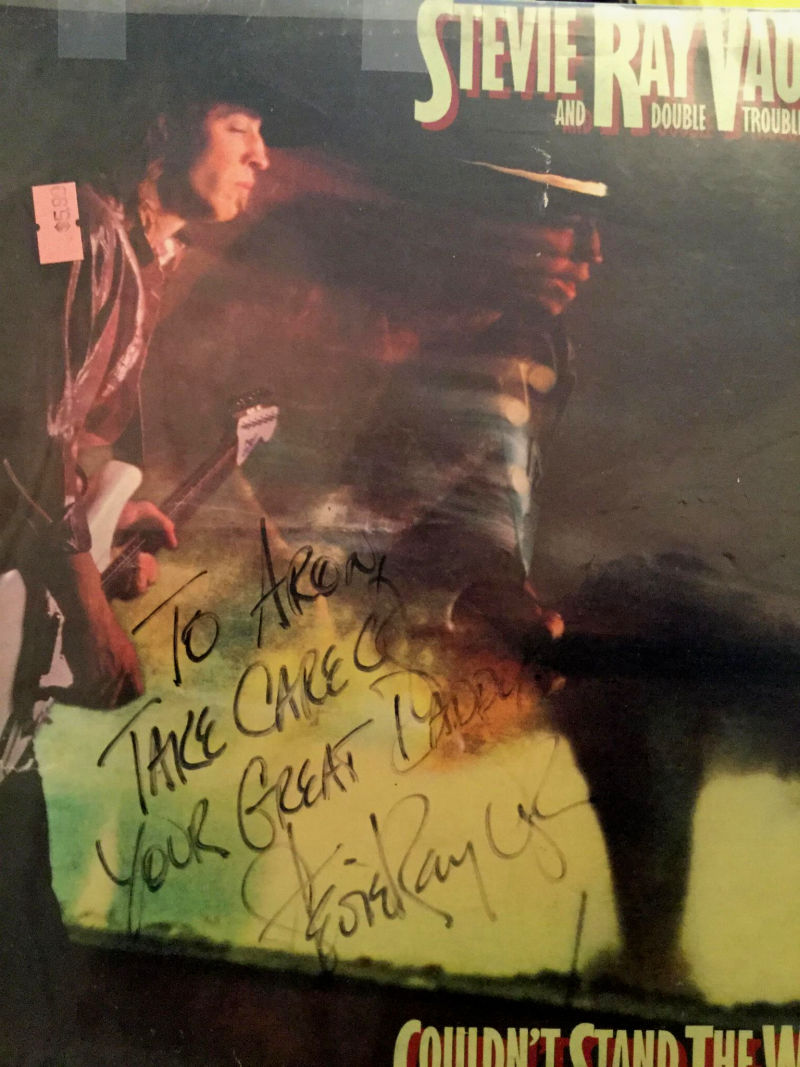 STEVIE RAY VAU
AND DOUBLE TROUBL
$5.99
TO ARON,
TAKE CARE OF
YOUR GREAT DADDY
Stevie Ray
COULDN'T STAND THE W